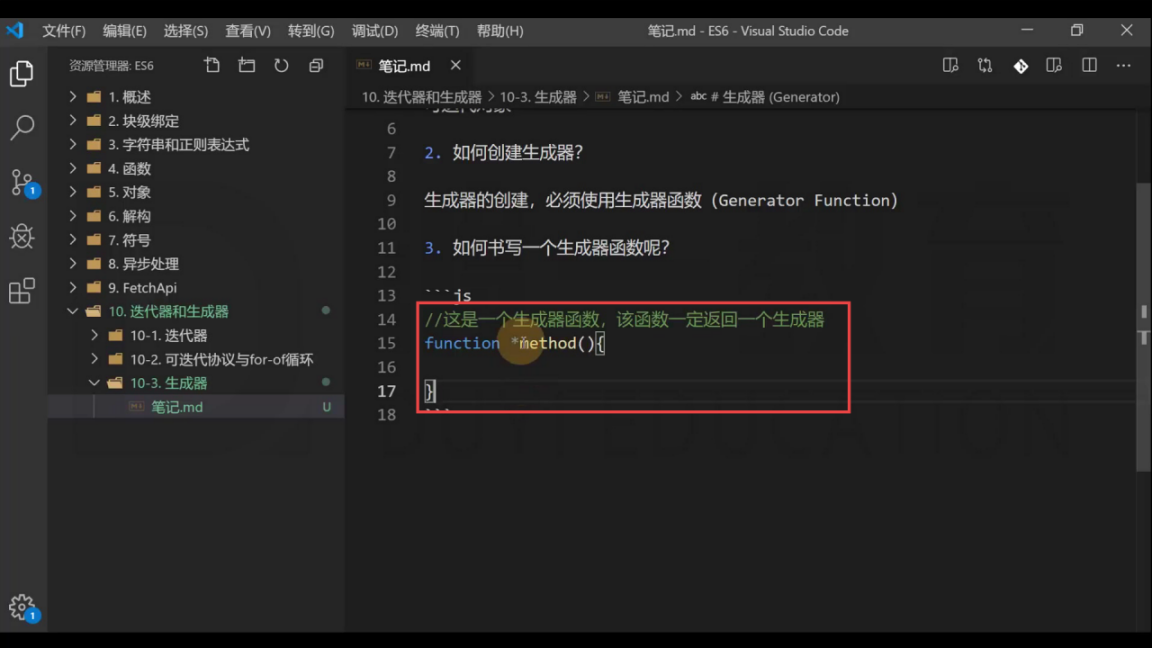 文件(F) 编辑(E) 选择(S) 查看(V) 转到(G) 调试(D) 终端(T) 帮助(H) 笔记.md - ES6 - Visual Studio Code
资源管理器: ES6
笔记.md
1. 概述
2. 块级绑定
3. 字符串和正则表达式
4. 函数
5. 对象
6. 解构
7. 符号
8. 异步处理
9. FetchApi
10. 迭代器和生成器
10-1. 迭代器
10-2. 可迭代协议与for-of循环
10-3. 生成器
笔记.md U
1
1
10. 迭代器和生成器 > 10-3. 生成器 > 笔记.md > abc # 生成器 (Generator)
6
7 2. 如何创建生成器?
8
9 生成器的创建，必须使用生成器函数 (Generator Function)
10
11 3. 如何书写一个生成器函数呢?
12
13 ```js
14 //这是一个生成器函数，该函数一定返回一个生成器
15 function *method(){
16
17 }
18 ```